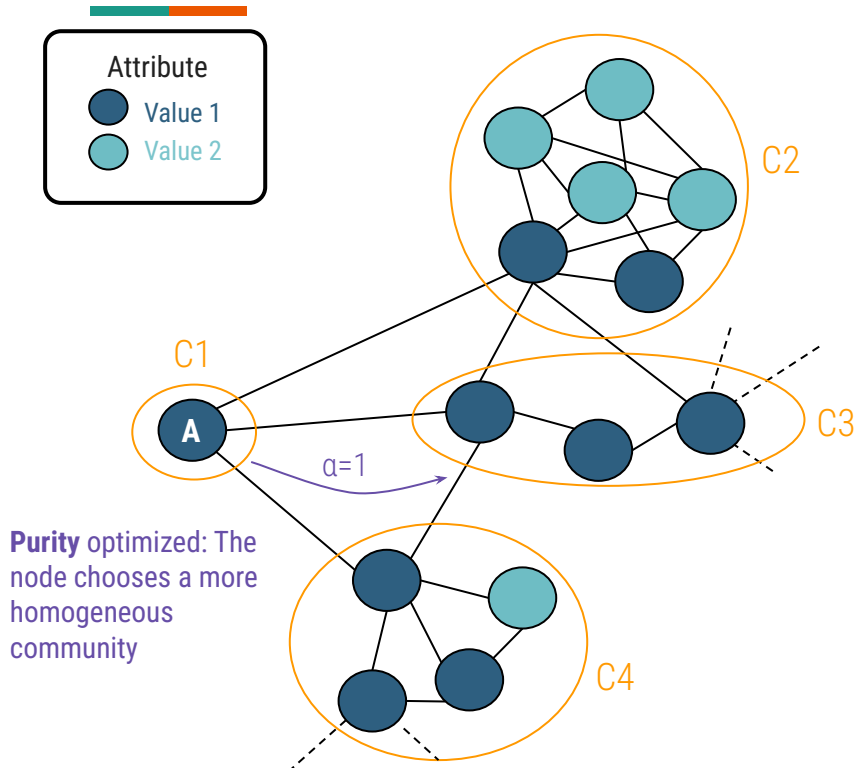 Attribute
Value 1
Value 2
C2
C1
A
C3
α=1
Purity optimized: The
node chooses a more
homogeneous
community
C4